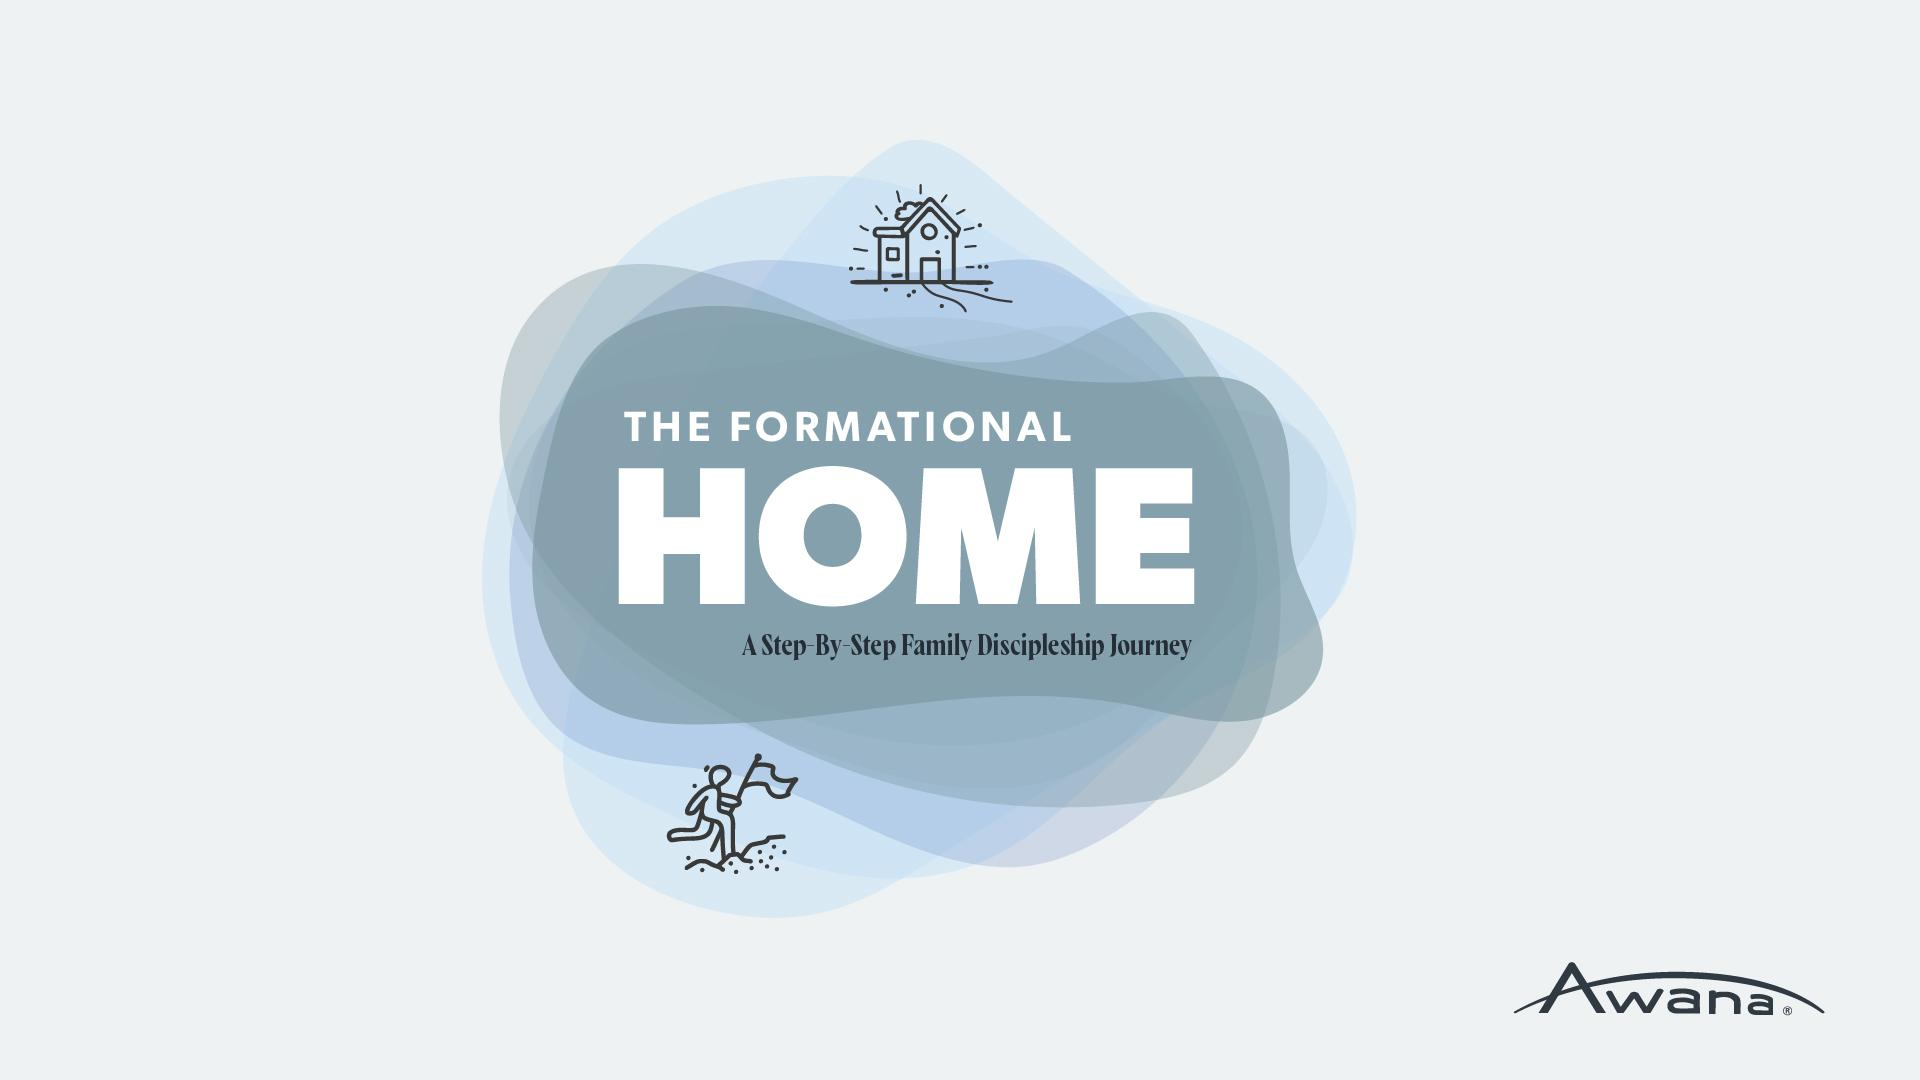 THE FORMATIONAL
HOME
A Step-By-Step Family Discipleship Journey
Awana®